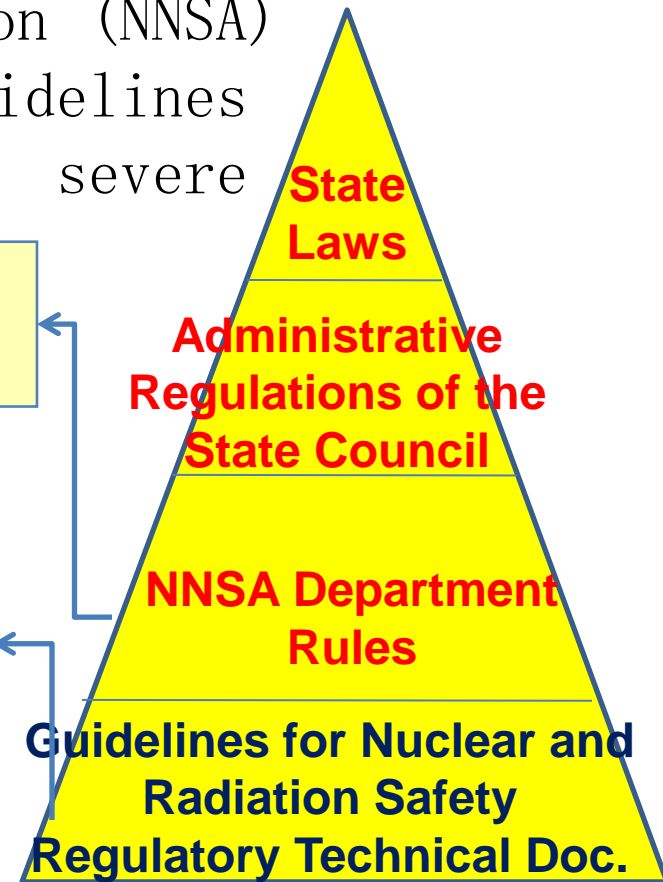 on (NNSA)
idelines
severe
State
Laws
Administrative
Regulations of the
State Council
NNSA Department
Rules
Guidelines for Nuclear and
Radiation Safety
Regulatory Technical Doc.